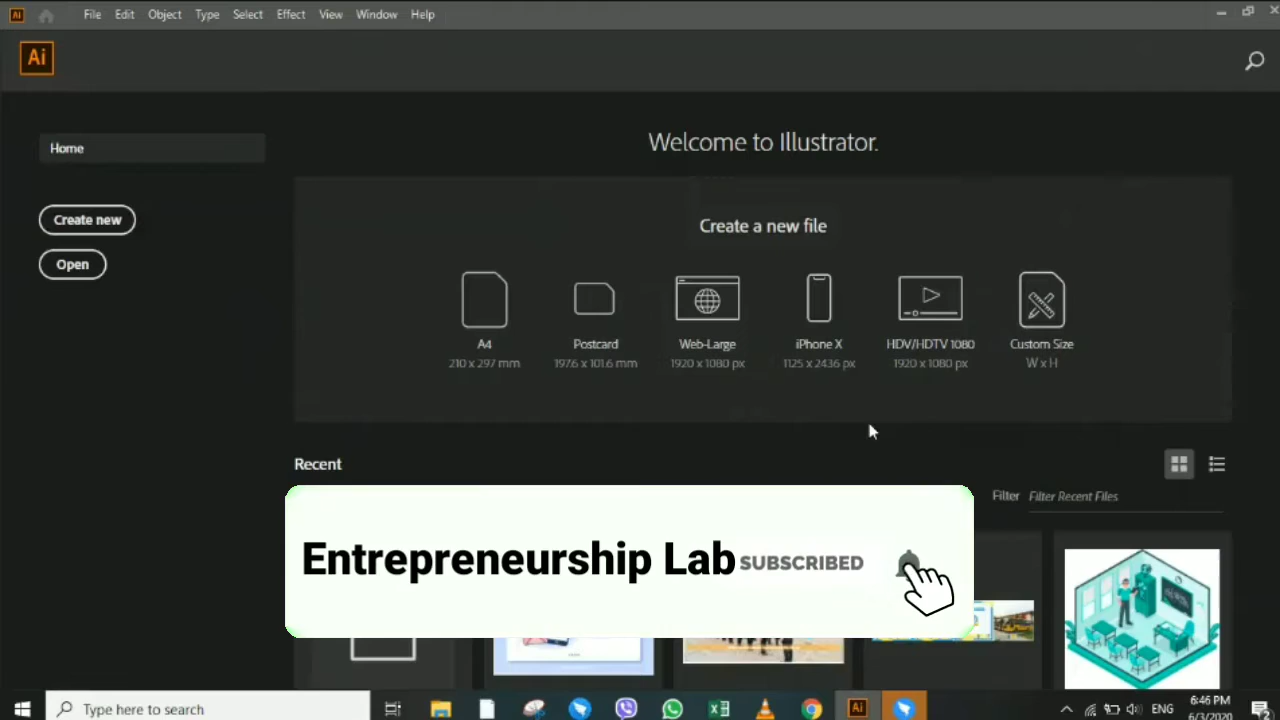 Ai File Edit Object Type Select Effect View Window Help
Ai
Home
Welcome to Illustrator.
Create new
Open
Create a new file
A4 Postcard Web-Large iPhone X HDV/HDTV 1080 Custom Size
210 x 297 mm 197.6 x 101.6 mm 1920 x 1080 px 1125 x 2436 px 1920 x 1080 px W x H
Recent
Filter Filter Recent Files
Entrepreneurship Lab SUBSCRIBED
Type here to search
Ai
ENG
6:46 PM
6/3/2020